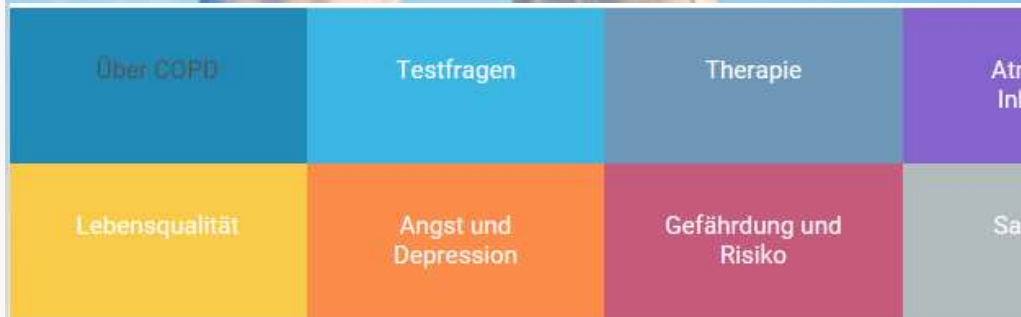 Über COPD
Testfragen
Therapie
Lebensqualität
Angst und
Depression
Gefährdung und
Risiko